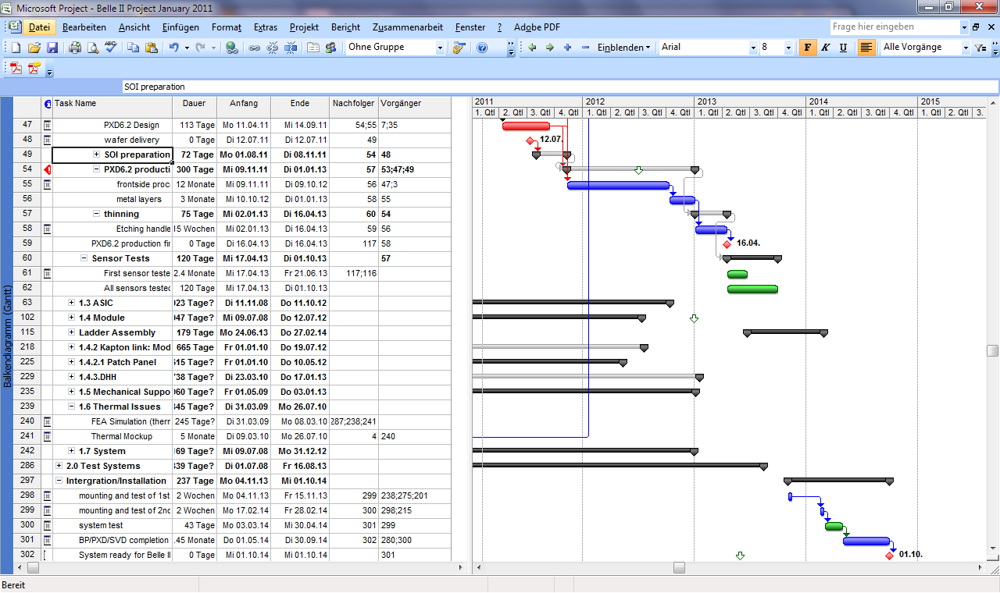 Microsoft Project - Belle II Project January 2011
Datei Bearbeiten Ansicht Einfügen Format Extras Projekt Bericht Zusammenarbeit Fenster ? Adobe PDF Frage hier eingeben
Ohne Gruppe Einblenden Arial 8 F K U Alle Vorgänge
SOI preparation
Task Name Dauer Anfang Ende Nachfolger Vorgänger 2011 2012 2013 2014 2015
1. Qtl 2. Qtl 3. Qtl 4. Qtl 1. Qtl 2. Qtl 3. Qtl 4. Qtl 1. Qtl 2. Qtl 3. Qtl 4. Qtl 1. Qtl 2. Qtl 3. Qtl 4. Qtl 1. Qtl 2. Qtl 3.
47 PXD6.2 Design 113 Tage Mo 11.04.11 Mi 14.09.11 54;55 7;35
48 wafer delivery 0 Tage Di 12.07.11 Di 12.07.11 49 12.07.
49 SOI preparation 72 Tage Mo 01.08.11 Di 08.11.11 54 48
54 PXD6.2 producti 300 Tage Mi 09.11.11 Di 01.01.13 57 53;47;49
55 frontside proc 12 Monate Mi 09.11.11 Di 09.10.12 56 47;3
56 metal layers 3 Monate Mi 10.10.12 Di 01.01.13 58 55
57 thinning 75 Tage Mi 02.01.13 Di 16.04.13 60 54
58 Etching handle 15 Wochen Mi 02.01.13 Di 16.04.13 59 56
59 PXD6.2 production fir 0 Tage Di 16.04.13 Di 16.04.13 117 58 16.04.
60 Sensor Tests 120 Tage Mi 17.04.13 Di 01.10.13 57
61 First sensor teste 2.4 Monate Mi 17.04.13 Fr 21.06.13 117;116
62 All sensors tested 120 Tage Mi 17.04.13 Di 01.10.13
63 1.3 ASIC 023 Tage? Di 11.11.08 Do 11.10.12
102 1.4 Module 047 Tage? Mi 09.07.08 Do 12.07.12
115 Ladder Assembly 179 Tage Mo 24.06.13 Do 27.02.14
218 1.4.2 Kapton link: Mod 665 Tage Fr 01.01.10 Do 19.07.12
225 1.4.2.1 Patch Panel 615 Tage? Fr 01.01.10 Do 10.05.12
229 1.4.3.DHH 738 Tage? Di 23.03.10 Do 17.01.13
235 1.5 Mechanical Suppo 960 Tage? Fr 01.05.09 Do 03.01.13
239 1.6 Thermal Issues 345 Tage? Di 31.03.09 Mo 26.07.10
240 FEA Simulation (therr 245 Tage? Di 31.03.09 Mo 08.03.10 287;238;241
241 Thermal Mockup 5 Monate Di 09.03.10 Mo 26.07.10 4 240
242 1.7 System 169 Tage? Mi 09.07.08 Mo 31.12.12
286 2.0 Test Systems 339 Tage? Di 01.07.08 Fr 16.08.13
297 Intergration/Installation 237 Tage Mo 04.11.13 Mi 01.10.14
298 mounting and test of 1st 2 Wochen Mo 04.11.13 Fr 15.11.13 299 238;275;201
299 mounting and test of 2nd 2 Wochen Mo 17.02.14 Fr 28.02.14 300 298;215
300 system test 43 Tage Mo 03.03.14 Mi 30.04.14 301 299
301 BP/PXD/SVD completion .45 Monate Do 01.05.14 Di 30.09.14 302 280;300
302 System ready for Belle II 0 Tage Mi 01.10.14 Mi 01.10.14 301 01.10.
Balkendiagramm (Gantt)
Bereit